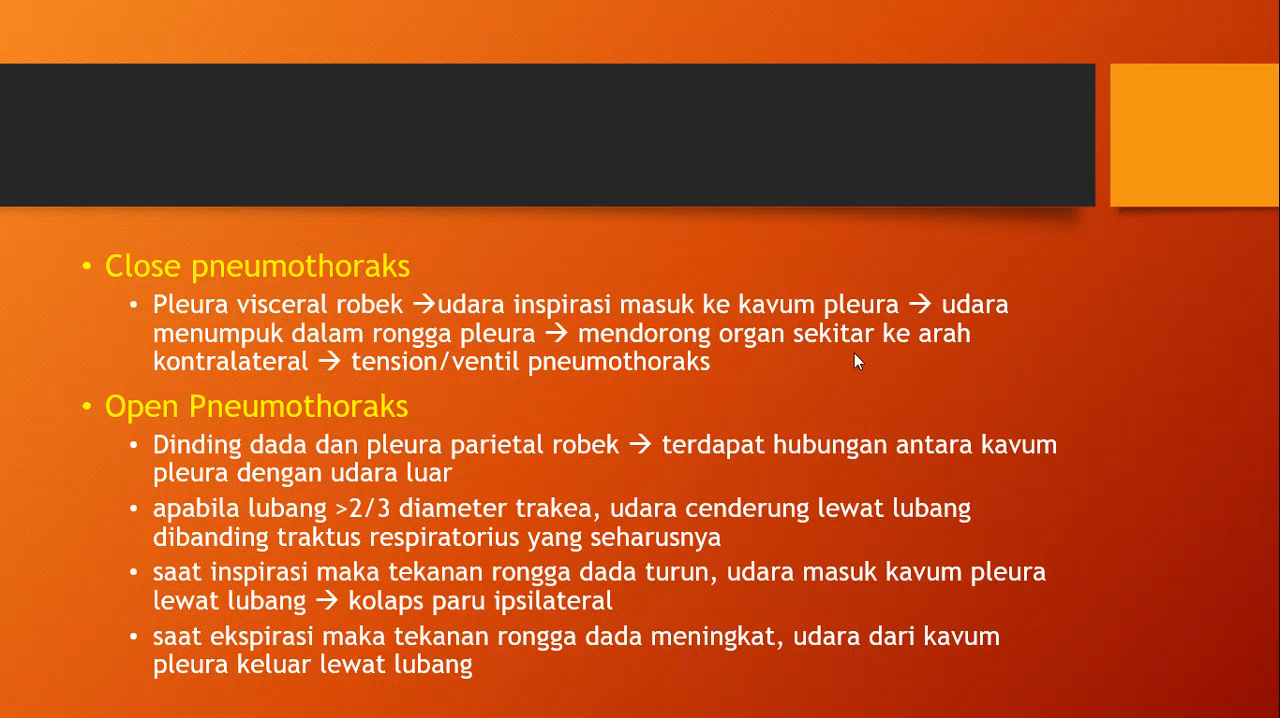 • Close pneumothoraks
• Pleura visceral robek →udara inspirasi masuk ke kavum pleura → udara
menumpuk dalam rongga pleura → mendorong organ sekitar ke arah
kontralateral → tension/ventil pneumothoraks
• Open Pneumothoraks
• Dinding dada dan pleura parietal robek → terdapat hubungan antara kavum
pleura dengan udara luar
• apabila lubang >2/3 diameter trakea, udara cenderung lewat lubang
dibanding traktus respiratorius yang seharusnya
• saat inspirasi maka tekanan rongga dada turun, udara masuk kavum pleura
lewat lubang → kolaps paru ipsilateral
• saat ekspirasi maka tekanan rongga dada meningkat, udara dari kavum
pleura keluar lewat lubang